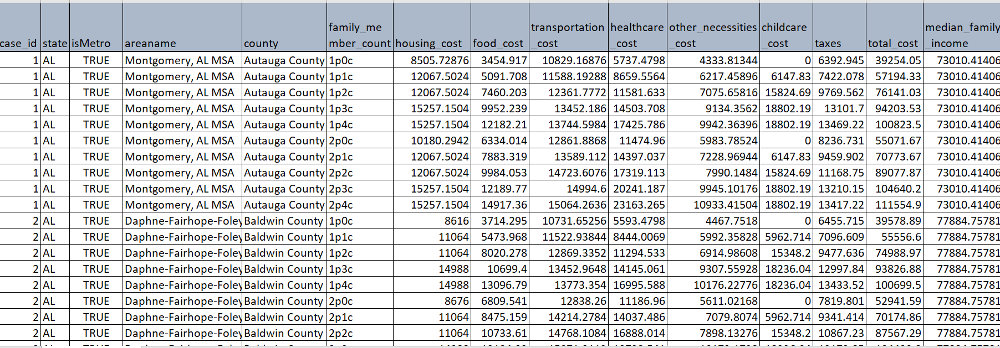 case_id state isMetro areaname county family_me mber_count housing_cost food_cost transportation _cost healthcare _cost other_necessities _cost childcare _cost taxes total_cost median_family _income
1 AL TRUE Montgomery, AL MSA Autauga County 1p0c 8505.72876 3454.917 10829.16876 5737.4798 4333.81344 0 6392.945 39254.05 73010.41406
1 AL TRUE Montgomery, AL MSA Autauga County 1p1c 12067.5024 5091.708 11588.19288 8659.5564 6217.45896 6147.83 7422.078 57194.33 73010.41406
1 AL TRUE Montgomery, AL MSA Autauga County 1p2c 12067.5024 7460.203 12361.7772 11581.633 7075.65816 15824.69 9769.562 76141.03 73010.41406
1 AL TRUE Montgomery, AL MSA Autauga County 1p3c 15257.1504 9952.239 13452.186 14503.708 9134.3562 18802.19 13101.7 94203.53 73010.41406
1 AL TRUE Montgomery, AL MSA Autauga County 1p4c 15257.1504 12182.21 13744.5984 17425.786 9942.36396 18802.19 13469.22 100823.5 73010.41406
1 AL TRUE Montgomery, AL MSA Autauga County 2p0c 10180.2942 6334.014 12861.8868 11474.96 5983.78524 0 8236.731 55071.67 73010.41406
1 AL TRUE Montgomery, AL MSA Autauga County 2p1c 12067.5024 7883.319 13589.112 14397.037 7228.96944 6147.83 9459.902 70773.67 73010.41406
1 AL TRUE Montgomery, AL MSA Autauga County 2p2c 12067.5024 9984.053 14723.6076 17319.113 7990.1484 15824.69 11168.75 89077.87 73010.41406
1 AL TRUE Montgomery, AL MSA Autauga County 2p3c 15257.1504 12189.77 14994.6 20241.187 9945.10176 18802.19 13210.15 104640.2 73010.41406
1 AL TRUE Montgomery, AL MSA Autauga County 2p4c 15257.1504 14917.36 15064.2636 23163.265 10933.41504 18802.19 13417.22 111554.9 73010.41406
2 AL TRUE Daphne-Fairhope-Foley Baldwin County 1p0c 8616 3714.295 10731.65256 5593.4798 4467.7518 0 6455.715 39578.89 77884.75781
2 AL TRUE Daphne-Fairhope-Foley Baldwin County 1p1c 11064 5473.968 11522.93844 8444.0069 5992.35828 5962.714 7096.609 55556.6 77884.75781
2 AL TRUE Daphne-Fairhope-Foley Baldwin County 1p2c 11064 8020.278 12869.3352 11294.533 6914.98608 15348.2 9477.636 74988.97 77884.75781
2 AL TRUE Daphne-Fairhope-Foley Baldwin County 1p3c 14988 10699.4 13452.9648 14145.061 9307.55928 18236.04 12997.84 93826.88 77884.75781
2 AL TRUE Daphne-Fairhope-Foley Baldwin County 1p4c 14988 13096.79 13773.354 16995.588 10176.22776 18236.04 13433.52 100699.5 77884.75781
2 AL TRUE Daphne-Fairhope-Foley Baldwin County 2p0c 8676 6809.541 12838.26 11186.96 5611.02168 0 7819.801 52941.59 77884.75781
2 AL TRUE Daphne-Fairhope-Foley Baldwin County 2p1c 11064 8475.159 14214.2784 14037.486 7079.8074 5962.714 9341.414 70174.86 77884.75781
2 AL TRUE Daphne-Fairhope-Foley Baldwin County 2p2c 11064 10733.61 14768.1084 16888.014 7898.13276 15348.2 10867.23 87567.29 77884.75781